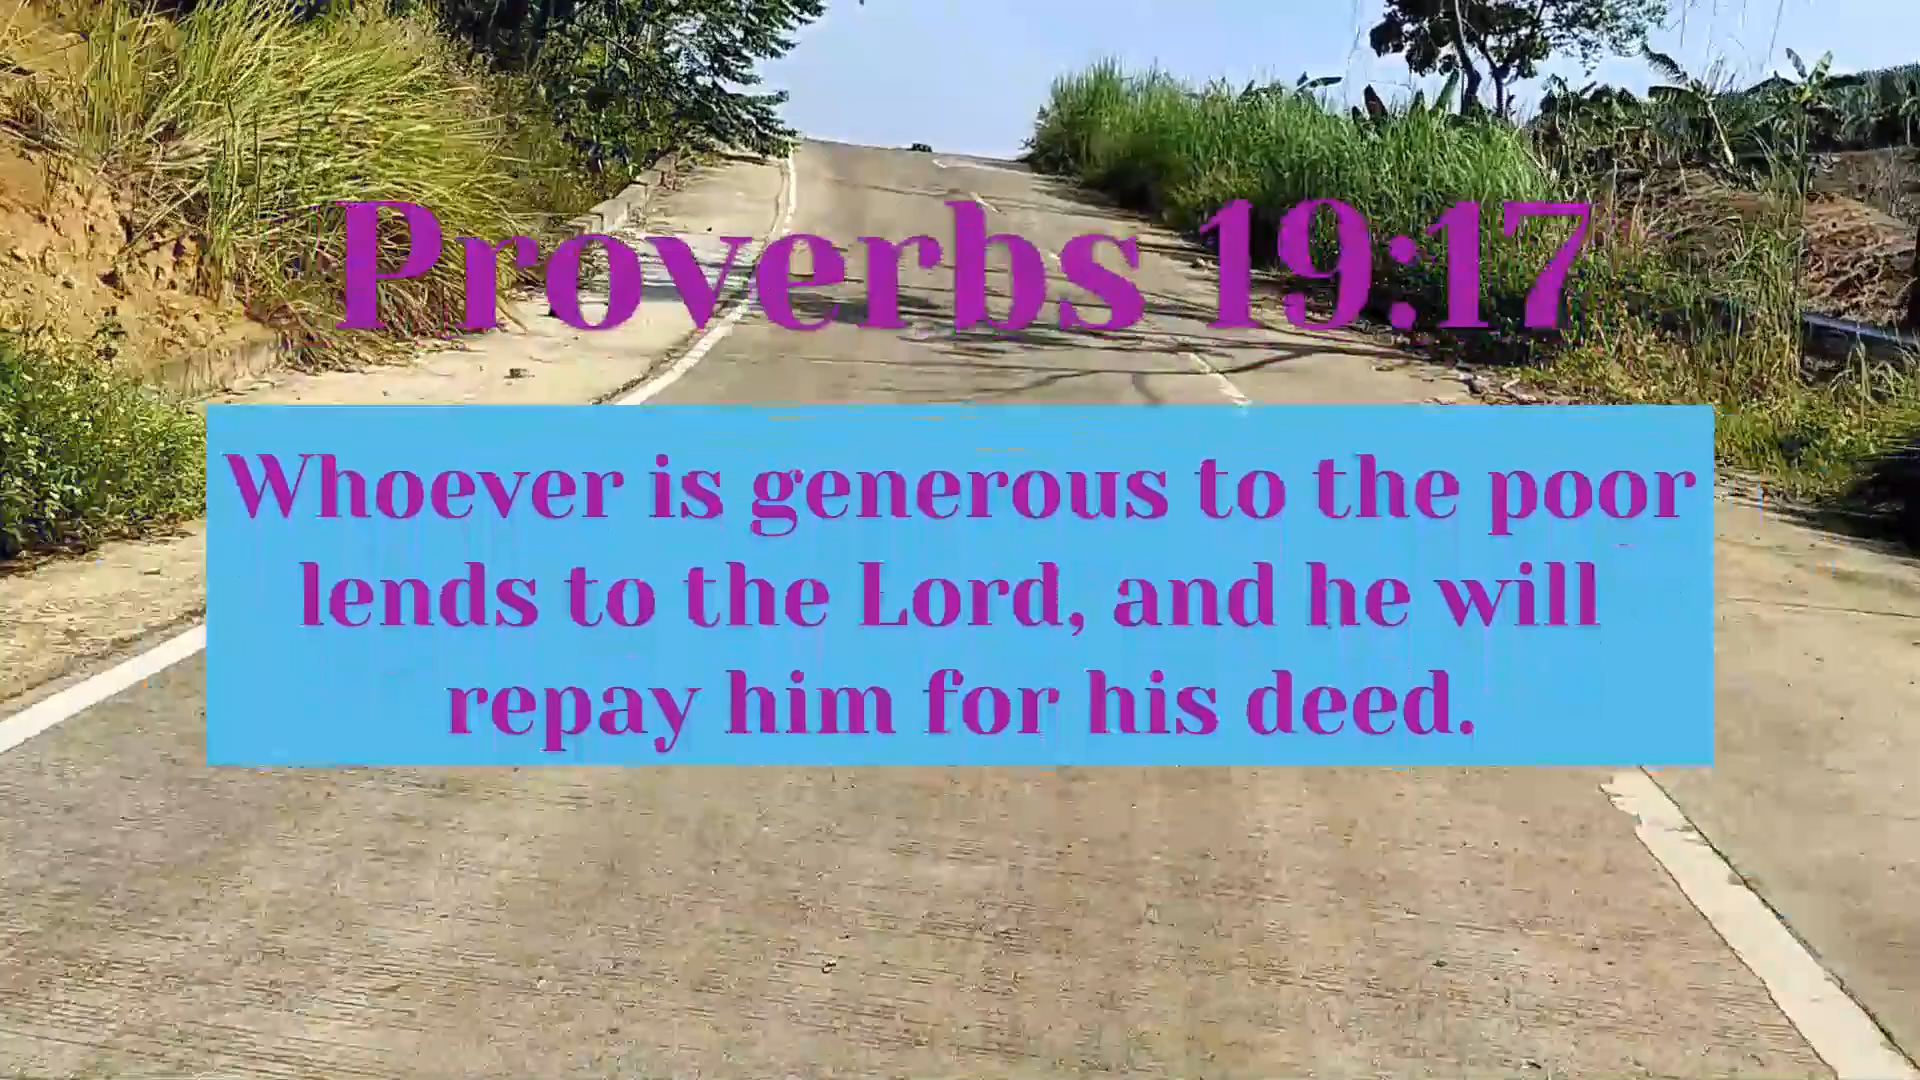 Proverbs 19:17
Whoever is generous to the poor
lends to the Lord, and he will
repay him for his deed.